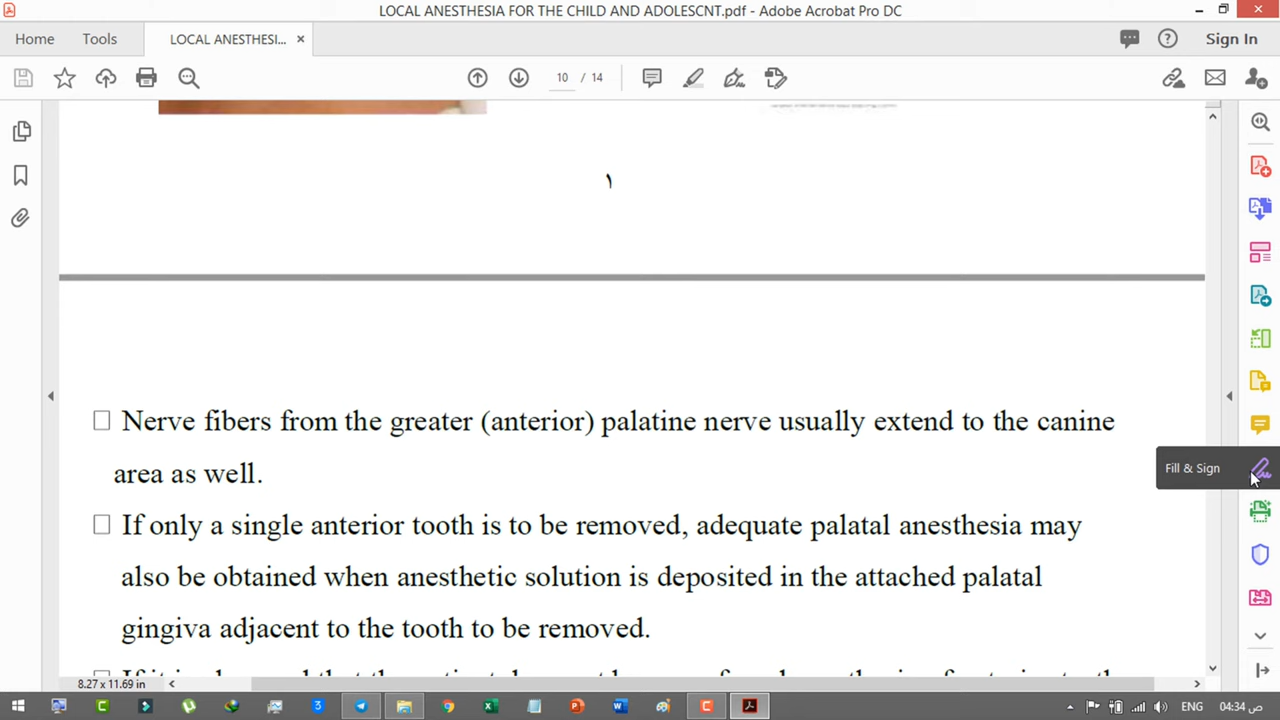 LOCAL ANESTHESIA FOR THE CHILD AND ADOLESCNT.pdf - Adobe Acrobat Pro DC
Home Tools LOCAL ANESTHESI... × Sign In
10 / 14
١
Nerve fibers from the greater (anterior) palatine nerve usually extend to the canine
area as well.
Fill & Sign
If only a single anterior tooth is to be removed, adequate palatal anesthesia may
also be obtained when anesthetic solution is deposited in the attached palatal
gingiva adjacent to the tooth to be removed.
8.27 x 11.69 in
ENG 04:34 ص